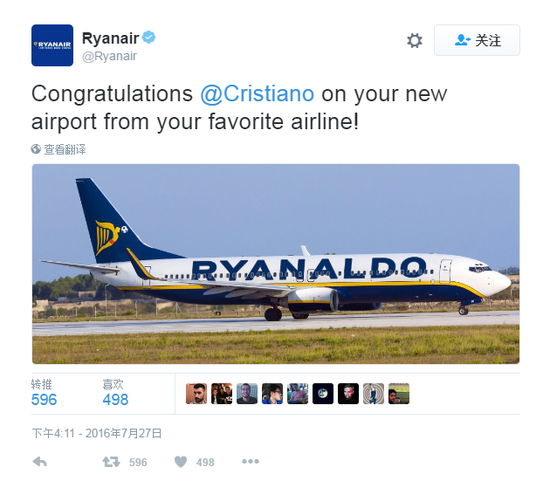 Ryanair
@Ryanair
关注
Congratulations @Cristiano on your new
airport from your favorite airline!
查看翻译
RYANALDO
转推
喜欢
596
498
下午4:11 - 2016年7月27日
596
498